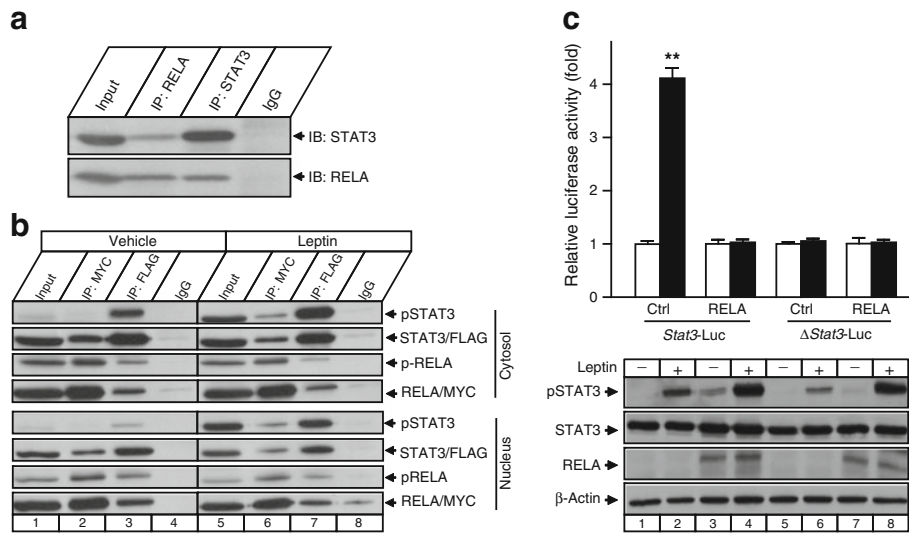 a
Input
IP: RELA
IP: STAT3
IgG
IB: STAT3
IB: RELA
b
Vehicle
Leptin
Input
IP: MYC
IP: FLAG
IgG
Input
IP: MYC
IP: FLAG
IgG
pSTAT3
STAT3/FLAG
p-RELA
RELA/MYC
Cytosol
pSTAT3
STAT3/FLAG
pRELA
RELA/MYC
Nucleus
1 2 3 4 5 6 7 8
c
Relative luciferase activity (fold)
4
3
2
1
0
**
Ctrl RELA Ctrl RELA
Stat3-Luc ΔStat3-Luc
Leptin − + − + − + − +
pSTAT3
STAT3
RELA
β-Actin
1 2 3 4 5 6 7 8